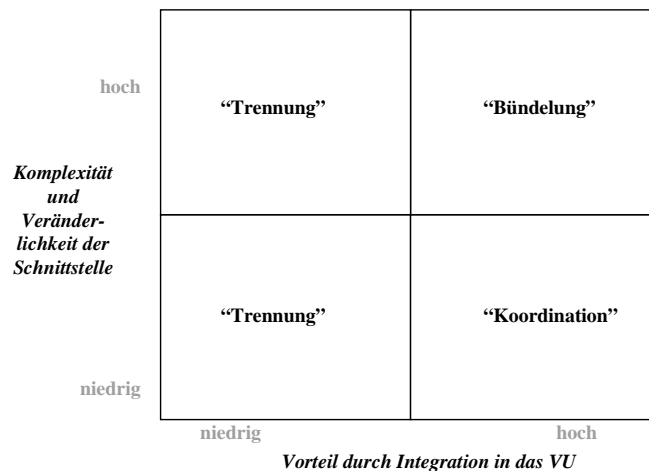 hoch
“Trennung”
“Bündelung”
Komplexität
und
Veränder-
lichkeit der
Schnittstelle
“Trennung”
“Koordination”
niedrig
niedrig
hoch
Vorteil durch Integration in das VU